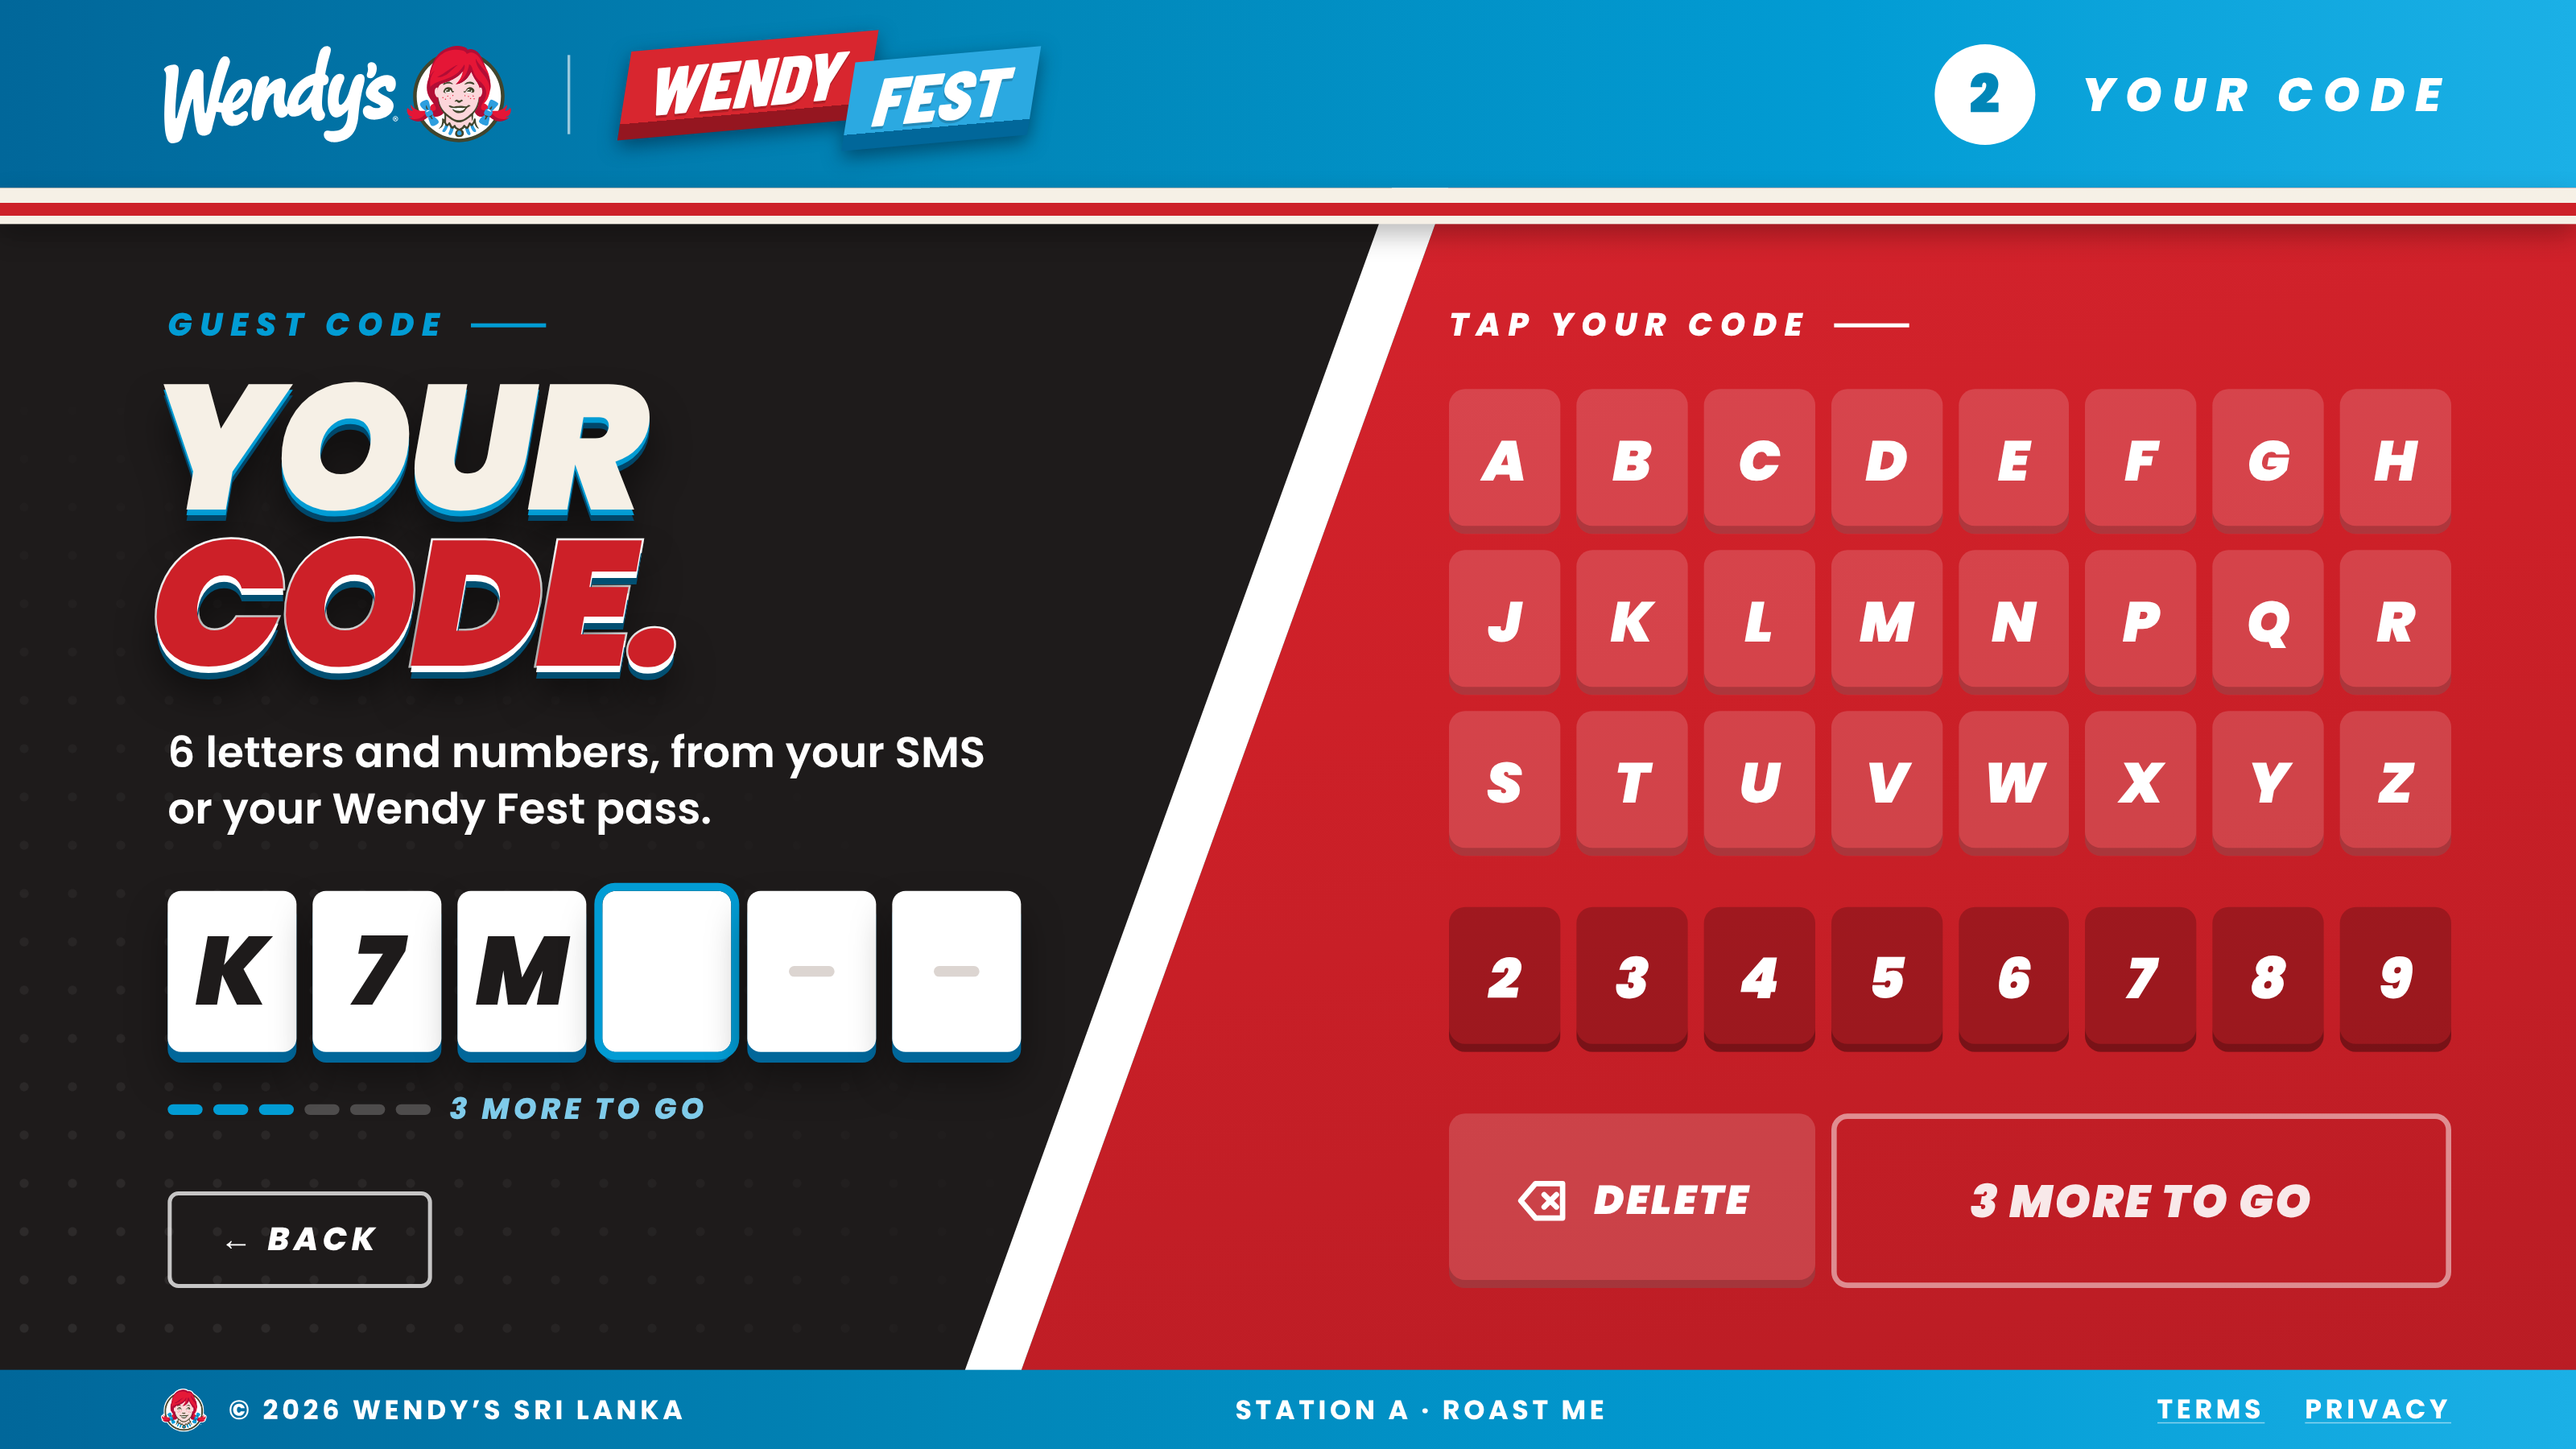 Wendy's
WENDY FEST
2 YOUR CODE
GUEST CODE
YOUR
CODE.
6 letters and numbers, from your SMS
or your Wendy Fest pass.
K 7 M
3 MORE TO GO
← BACK
TAP YOUR CODE
A B C D E F G H
J K L M N P Q R
S T U V W X Y Z
2 3 4 5 6 7 8 9
DELETE
3 MORE TO GO
© 2026 WENDY’S SRI LANKA
STATION A · ROAST ME
TERMS PRIVACY